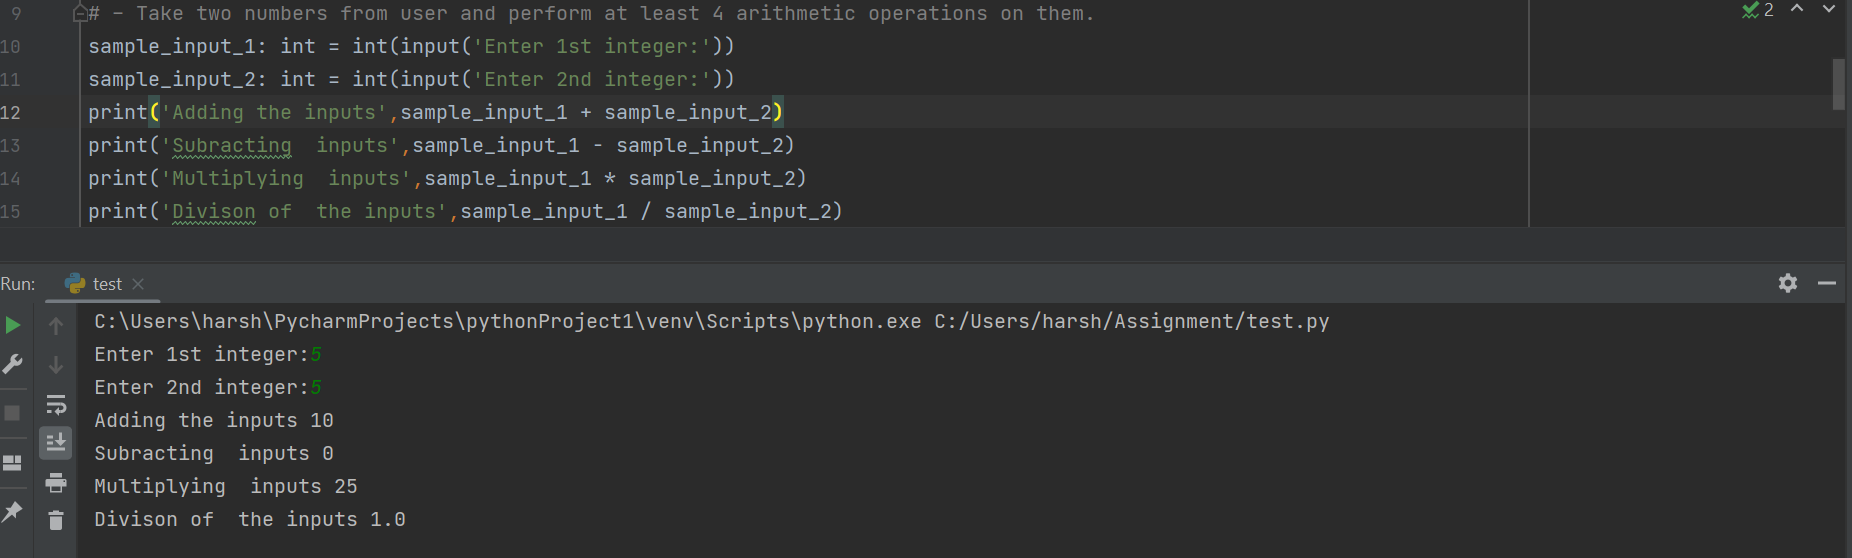 9 # - Take two numbers from user and perform at least 4 arithmetic operations on them. 2
10 sample_input_1: int = int(input('Enter 1st integer:'))
11 sample_input_2: int = int(input('Enter 2nd integer:'))
12 print('Adding the inputs',sample_input_1 + sample_input_2)
13 print('Subracting  inputs',sample_input_1 - sample_input_2)
14 print('Multiplying  inputs',sample_input_1 * sample_input_2)
15 print('Divison of  the inputs',sample_input_1 / sample_input_2)
Run: test
C:\Users\harsh\PycharmProjects\pythonProject1\venv\Scripts\python.exe C:/Users/harsh/Assignment/test.py
Enter 1st integer:5
Enter 2nd integer:5
Adding the inputs 10
Subracting  inputs 0
Multiplying  inputs 25
Divison of  the inputs 1.0